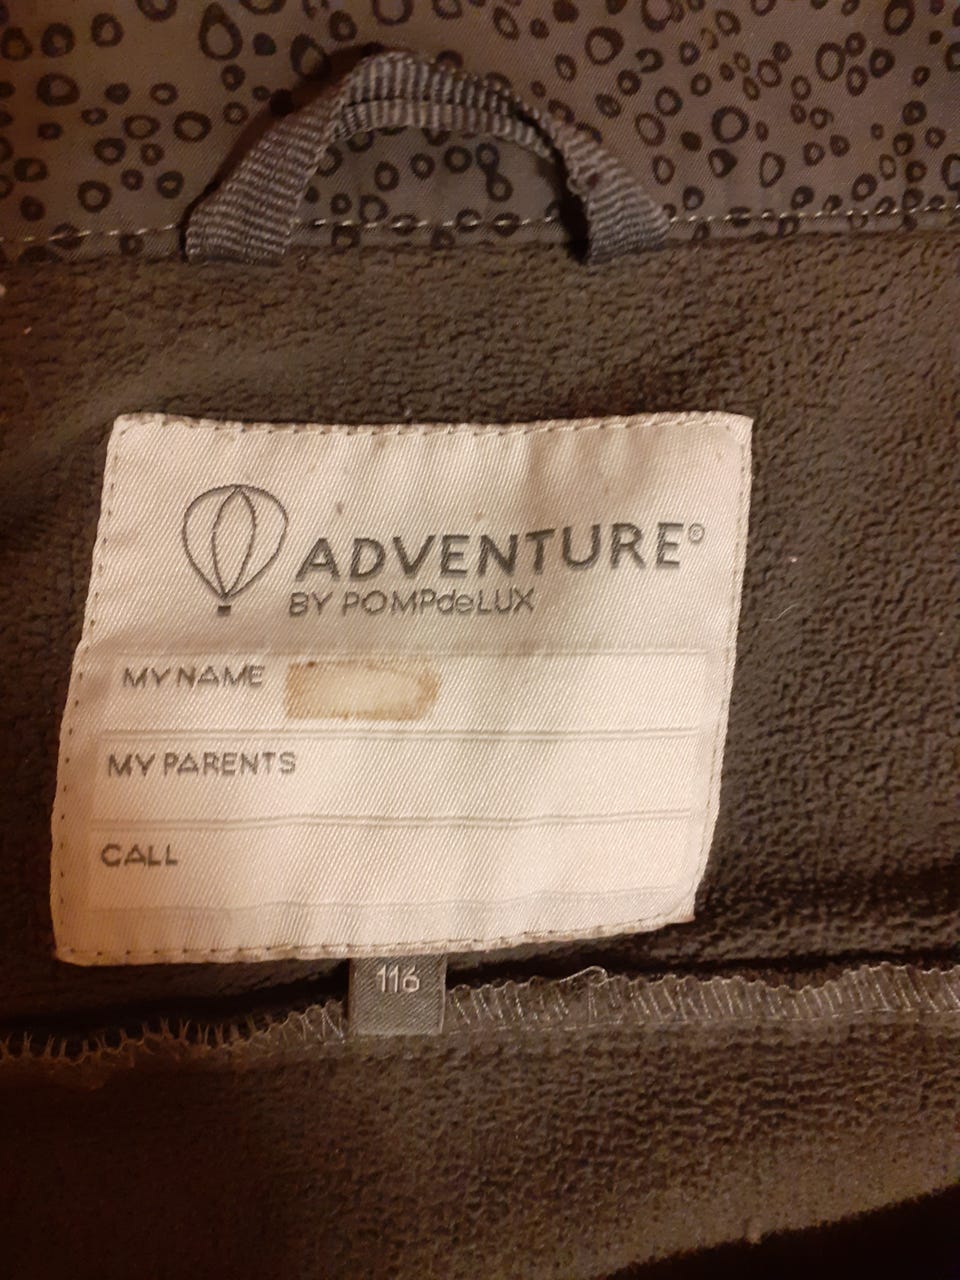 ADVENTURE®
BY POMPdeLUX
MY NAME
MY PARENTS
CALL
116